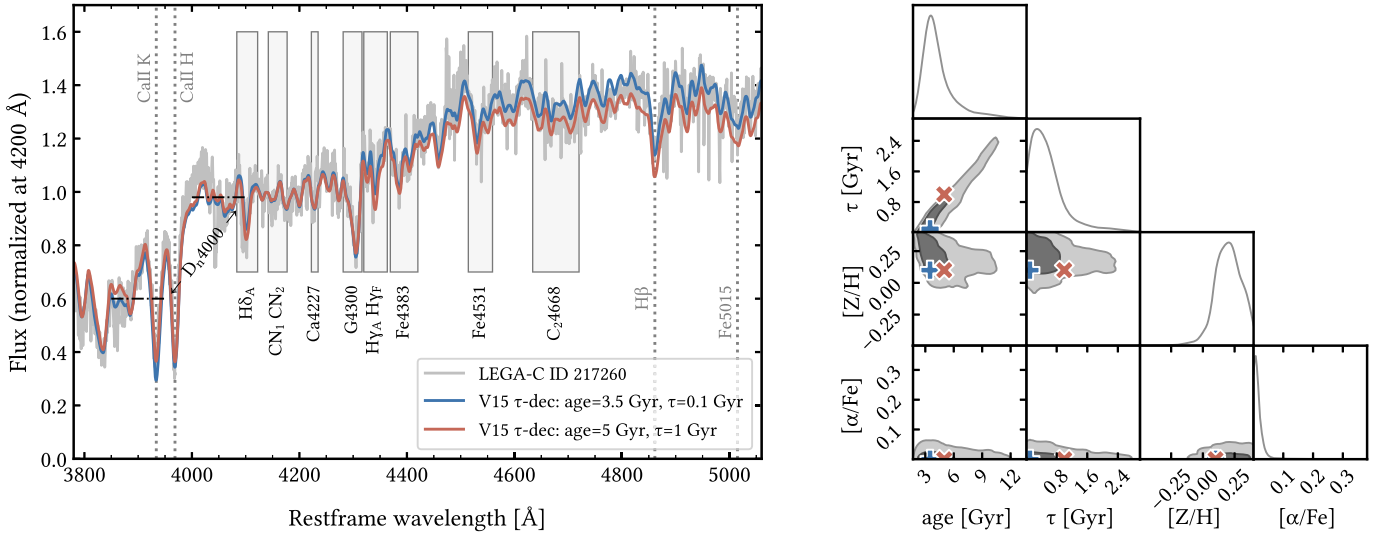 Flux (normalized at 4200 Å)
1.6
1.4
1.2
1.0
0.8
0.6
0.4
0.2
0.0
CaII K
CaII H
Dn4000
HδA
CN1 CN2
Ca4227
G4300
HγA HγF
Fe4383
Fe4531
C24668
Hβ
Fe5015
LEGA-C ID 217260
V15 τ-dec: age=3.5 Gyr, τ=0.1 Gyr
V15 τ-dec: age=5 Gyr, τ=1 Gyr
3800 4000 4200 4400 4600 4800 5000
Restframe wavelength [Å]
τ [Gyr]
2.4
1.6
0.8
[Z/H]
0.25
0.00
−0.25
[α/Fe]
0.3
0.2
0.1
3 6 9 12
0.8 1.6 2.4
−0.25 0.00 0.25
0.1 0.2 0.3
age [Gyr]
τ [Gyr]
[Z/H]
[α/Fe]